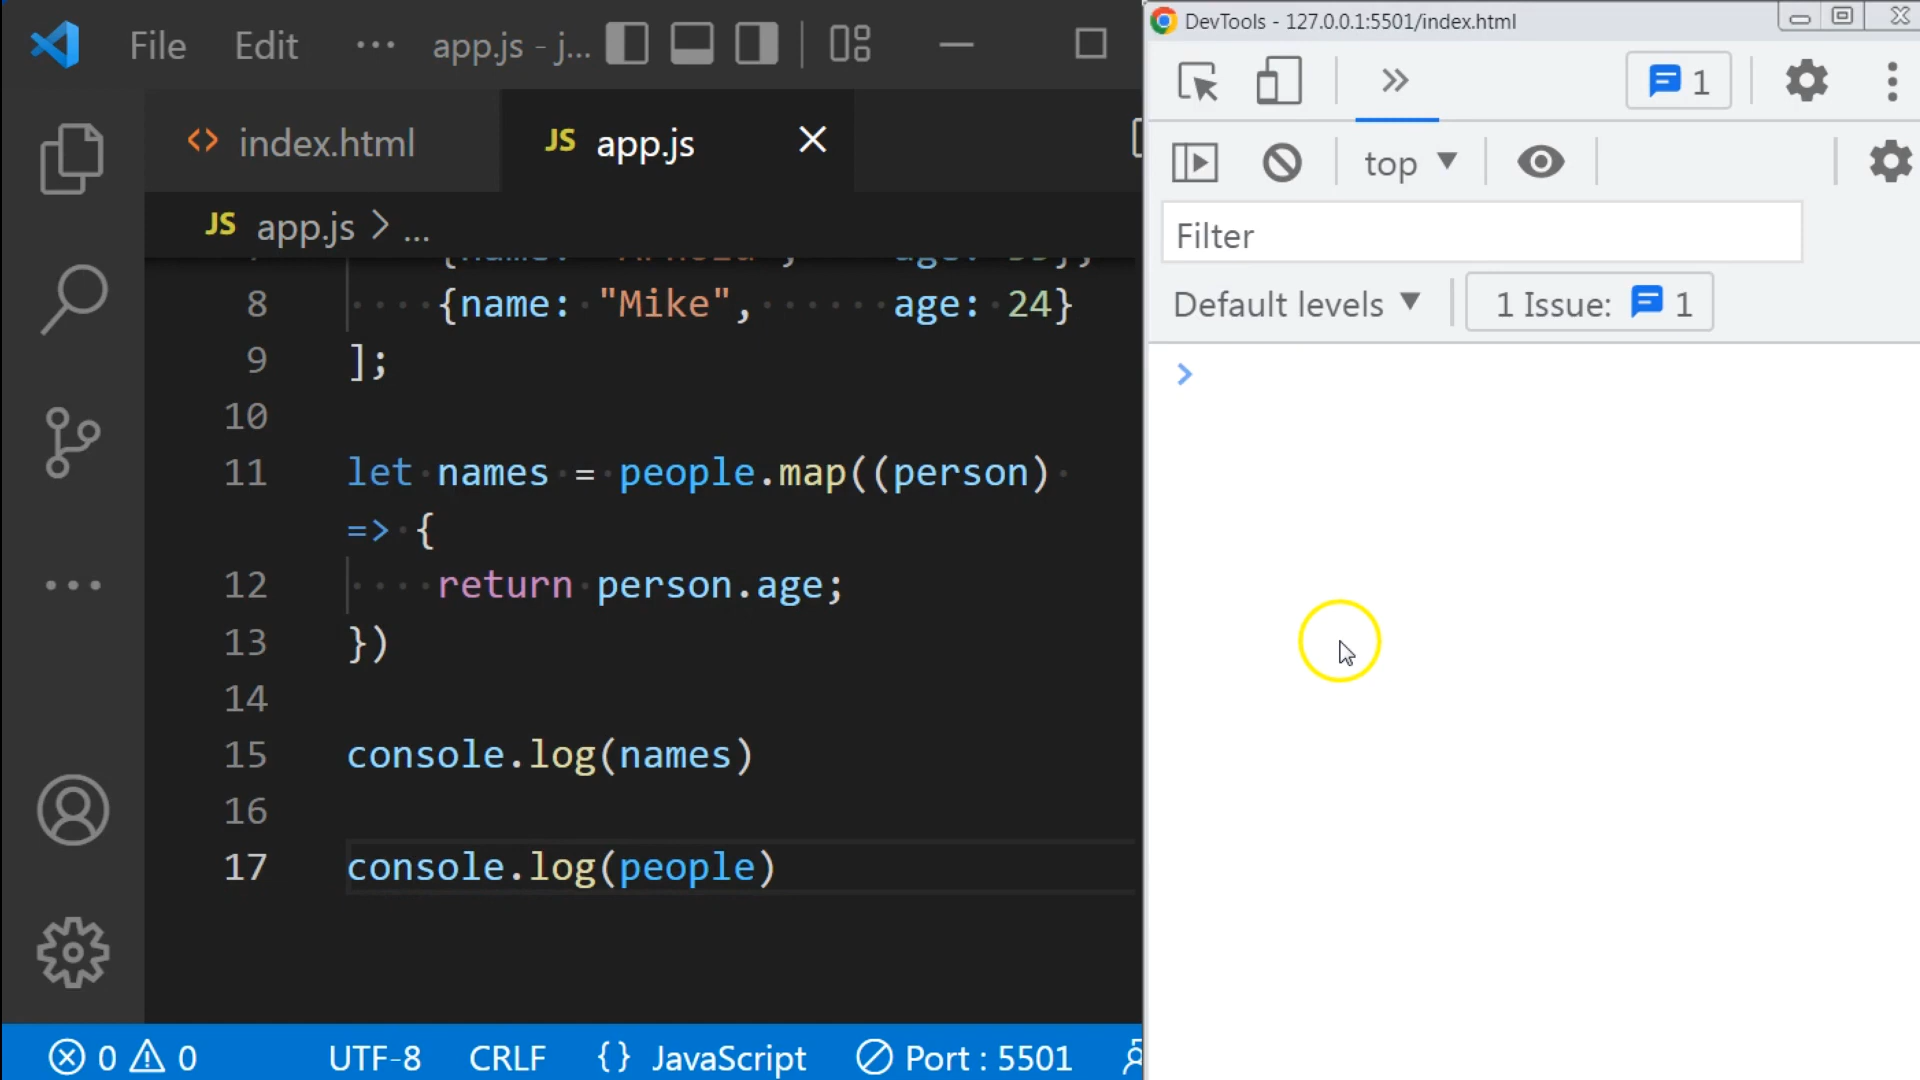 File Edit ··· app.js - j...
index.html JS app.js
JS app.js > ...
8 {name: "Mike", age: 24}
9 ];
10
11 let names = people.map((person)
=> {
12 return person.age;
13 })
14
15 console.log(names)
16
17 console.log(people)
0 0 UTF-8 CRLF {} JavaScript Port : 5501
DevTools - 127.0.0.1:5501/index.html
1
top
Filter
Default levels 1 Issue: 1